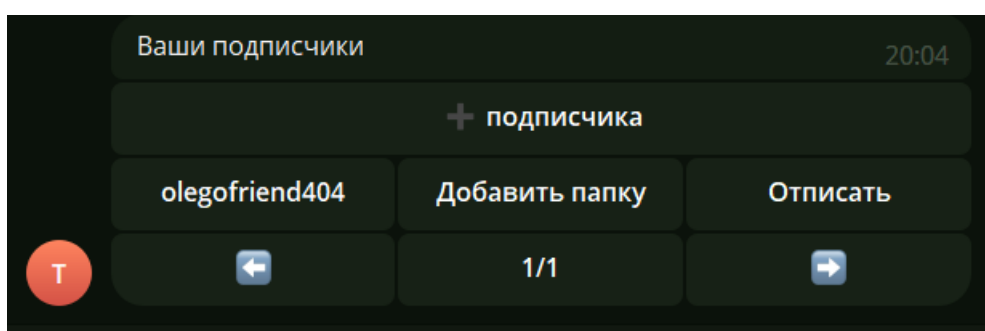 Ваши подписчики
20:04
➕ подписчика
olegofriend404 Добавить папку Отписать
T ⬅️ 1/1 ➡️